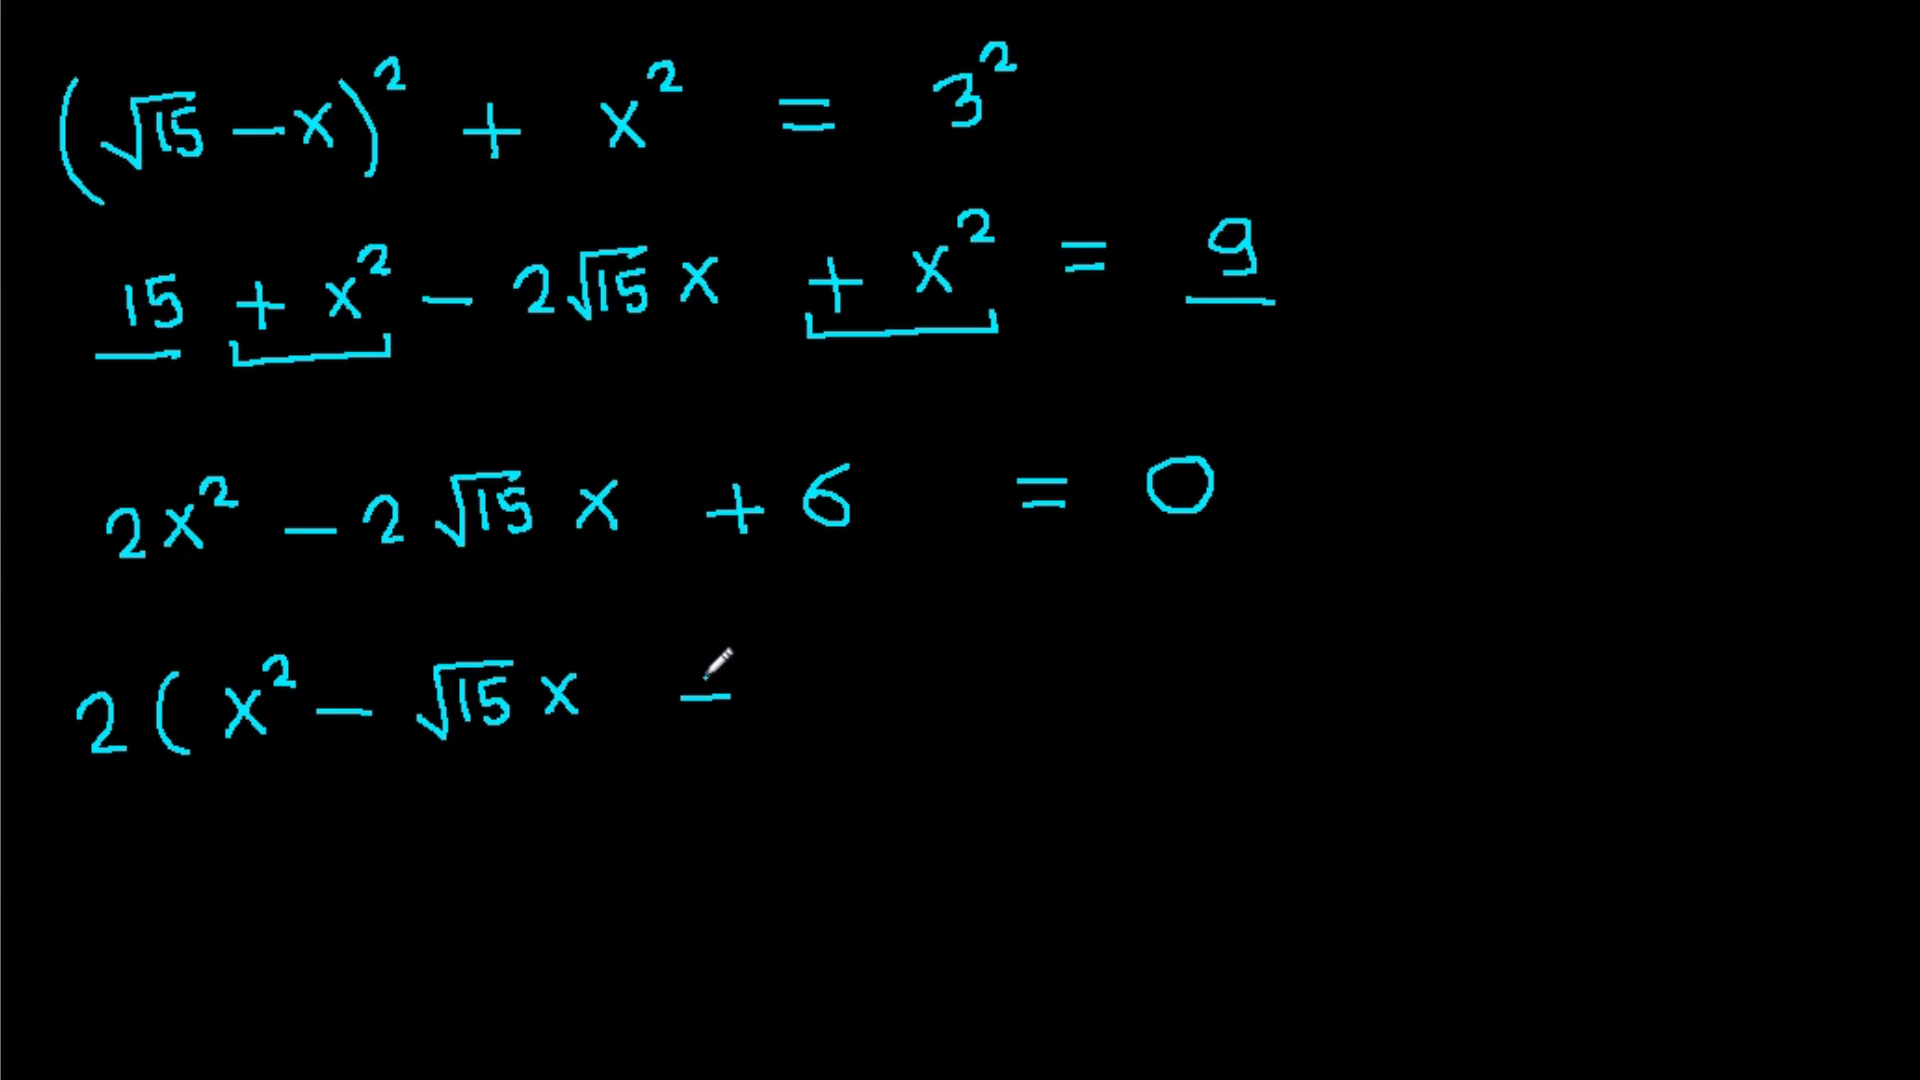 (√15 − x)² + x² = 3²
15 + x² − 2√15 x + x² = 9
2x² − 2√15 x + 6 = 0
2(x² − √15 x −